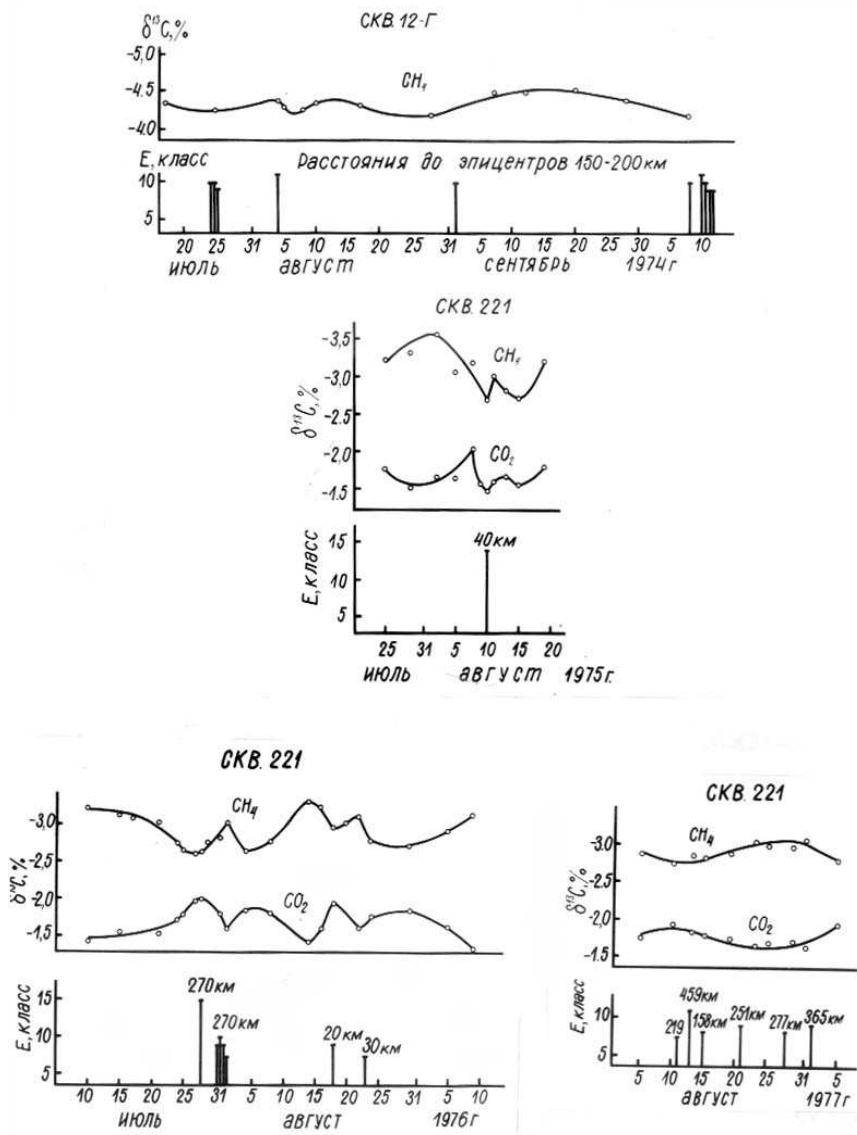 СКВ. 12-Г
δ¹³C,%
-5,0
-4.5
-4.0
CH₄
E, класс
Расстояния до эпицентров 150-200км
10
5
20 25 31 5 10 15 20 25 31 5 10 15 20 25 30 5 10
июль август сентябрь 1974г
СКВ. 221
δ¹³C,%
-3,5
-3,0
-2.5
-2.0
-1.5
CH₄
CO₂
E, класс
15
10
5
40км
25 31 5 10 15 20
июль август 1975г.
СКВ. 221
δ¹³C,%
-3,0
-2,5
-2,0
-1,5
CH₄
CO₂
E, класс
15
10
5
270км
270км
20км
30км
10 15 20 25 31 5 10 15 20 25 31 5 10
июль август 1976г
СКВ. 221
δ¹³C,%
-3.0
-2.5
-2.0
-1.5
CH₄
CO₂
E, класс
10
5
219
459км
158км
251км
277км
365км
5 10 15 20 25 31 5
август 1977г